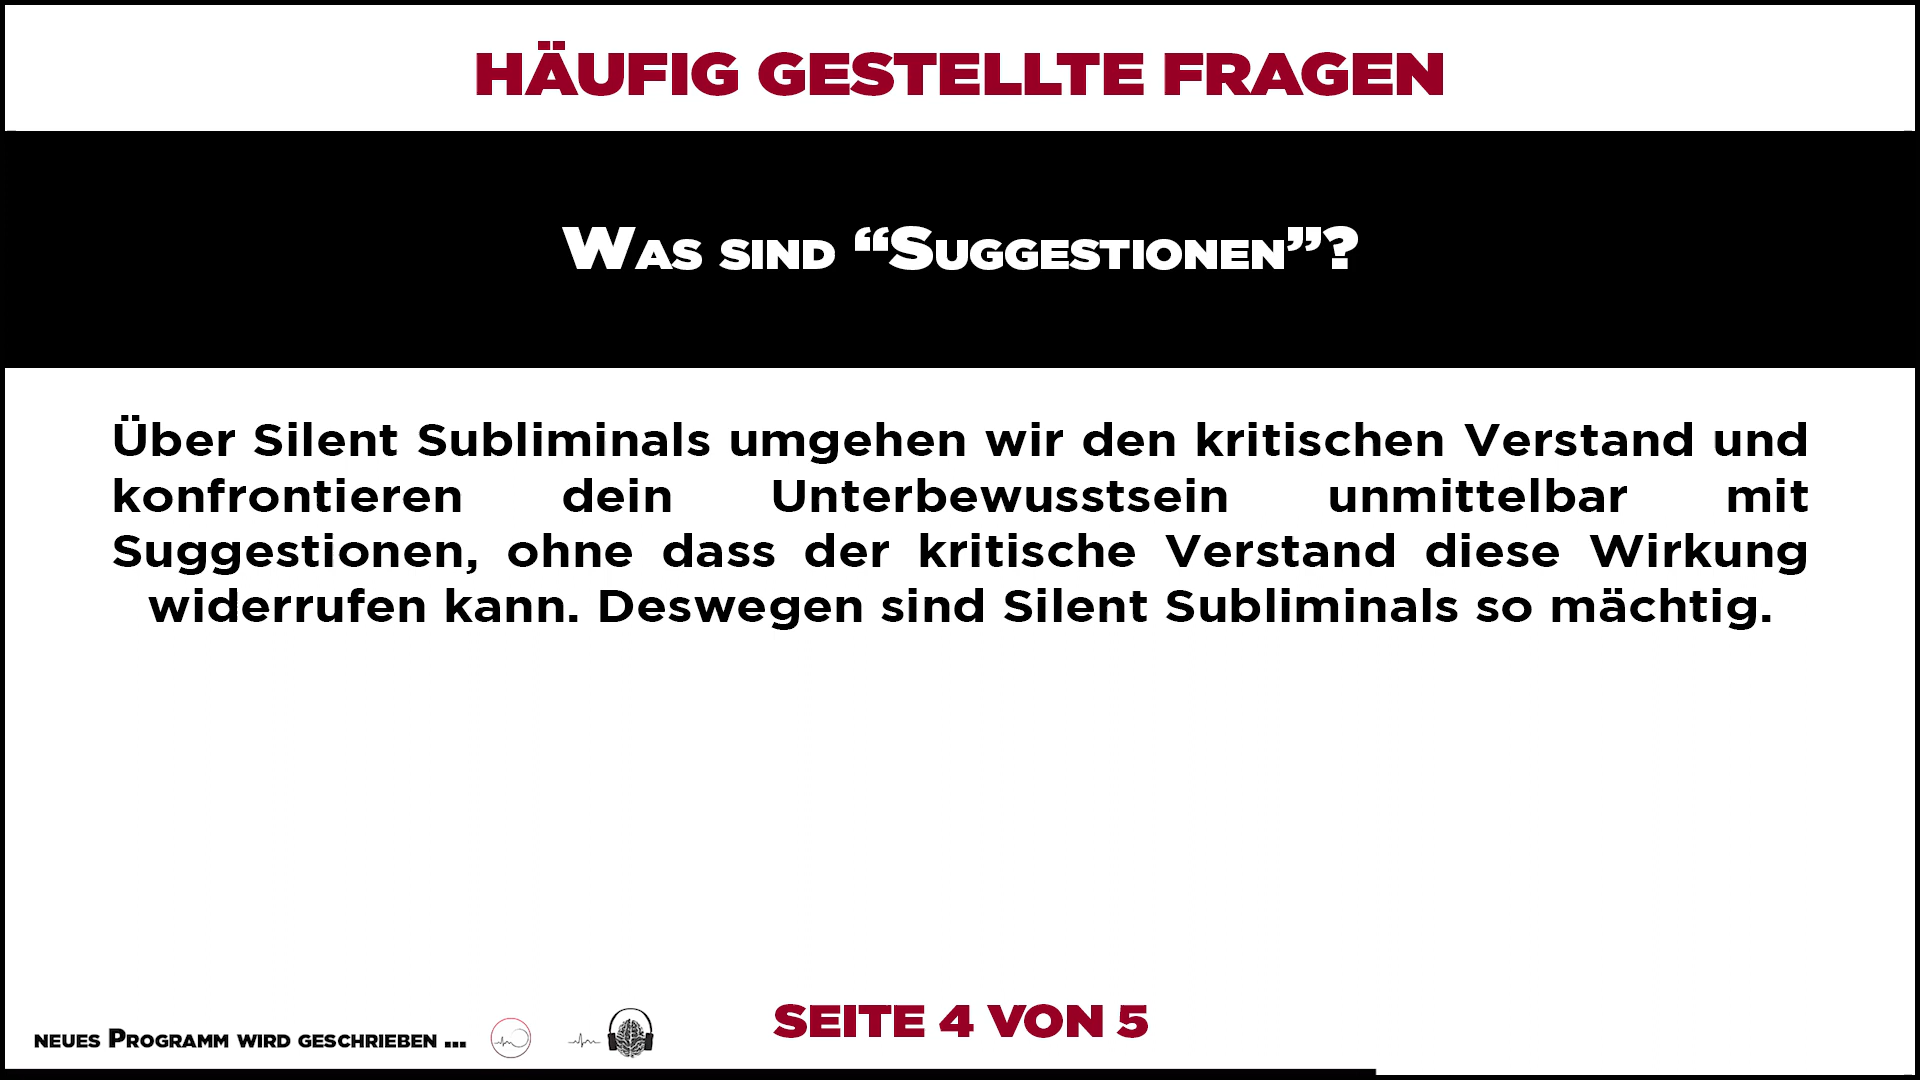 HÄUFIG GESTELLTE FRAGEN
WAS SIND “SUGGESTIONEN”?
Über Silent Subliminals umgehen wir den kritischen Verstand und
konfrontieren dein Unterbewusstsein unmittelbar mit
Suggestionen, ohne dass der kritische Verstand diese Wirkung
widerrufen kann. Deswegen sind Silent Subliminals so mächtig.
SEITE 4 VON 5
NEUES PROGRAMM WIRD GESCHRIEBEN ...